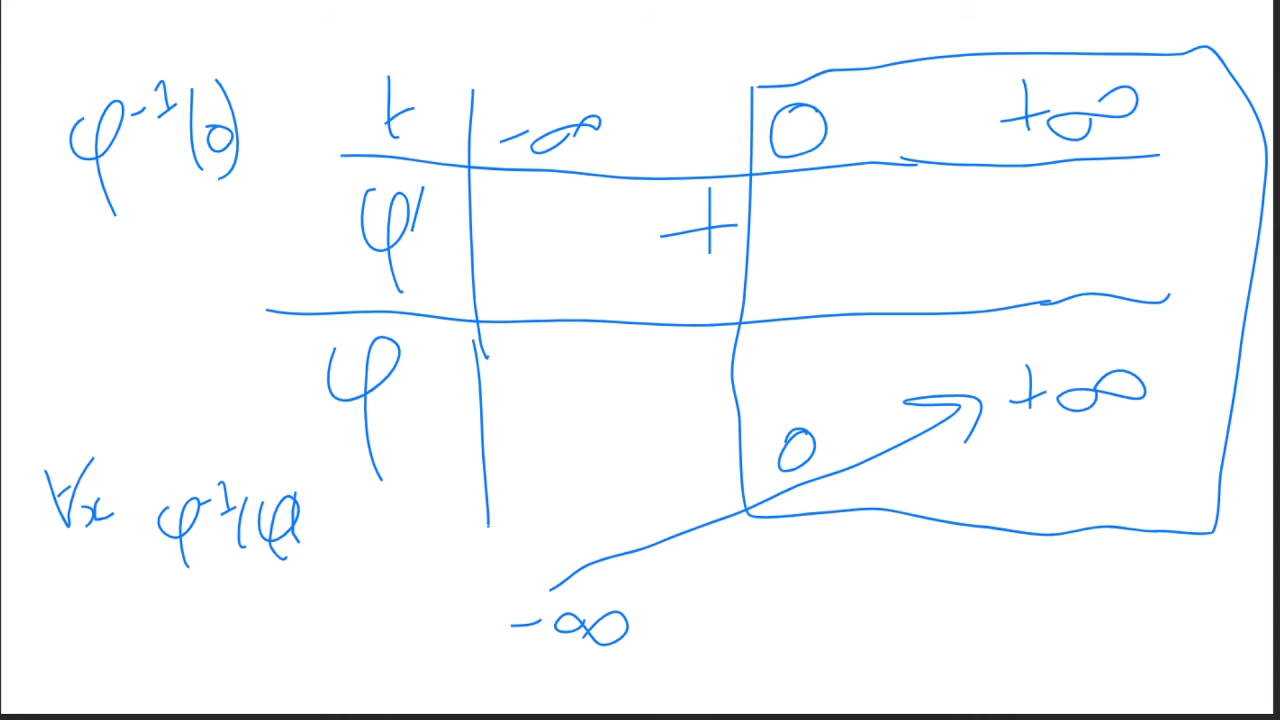 φ⁻¹(0) t -∞ 0 +∞
φ' +
φ 0 +∞
∀x φ⁻¹(φ
-∞